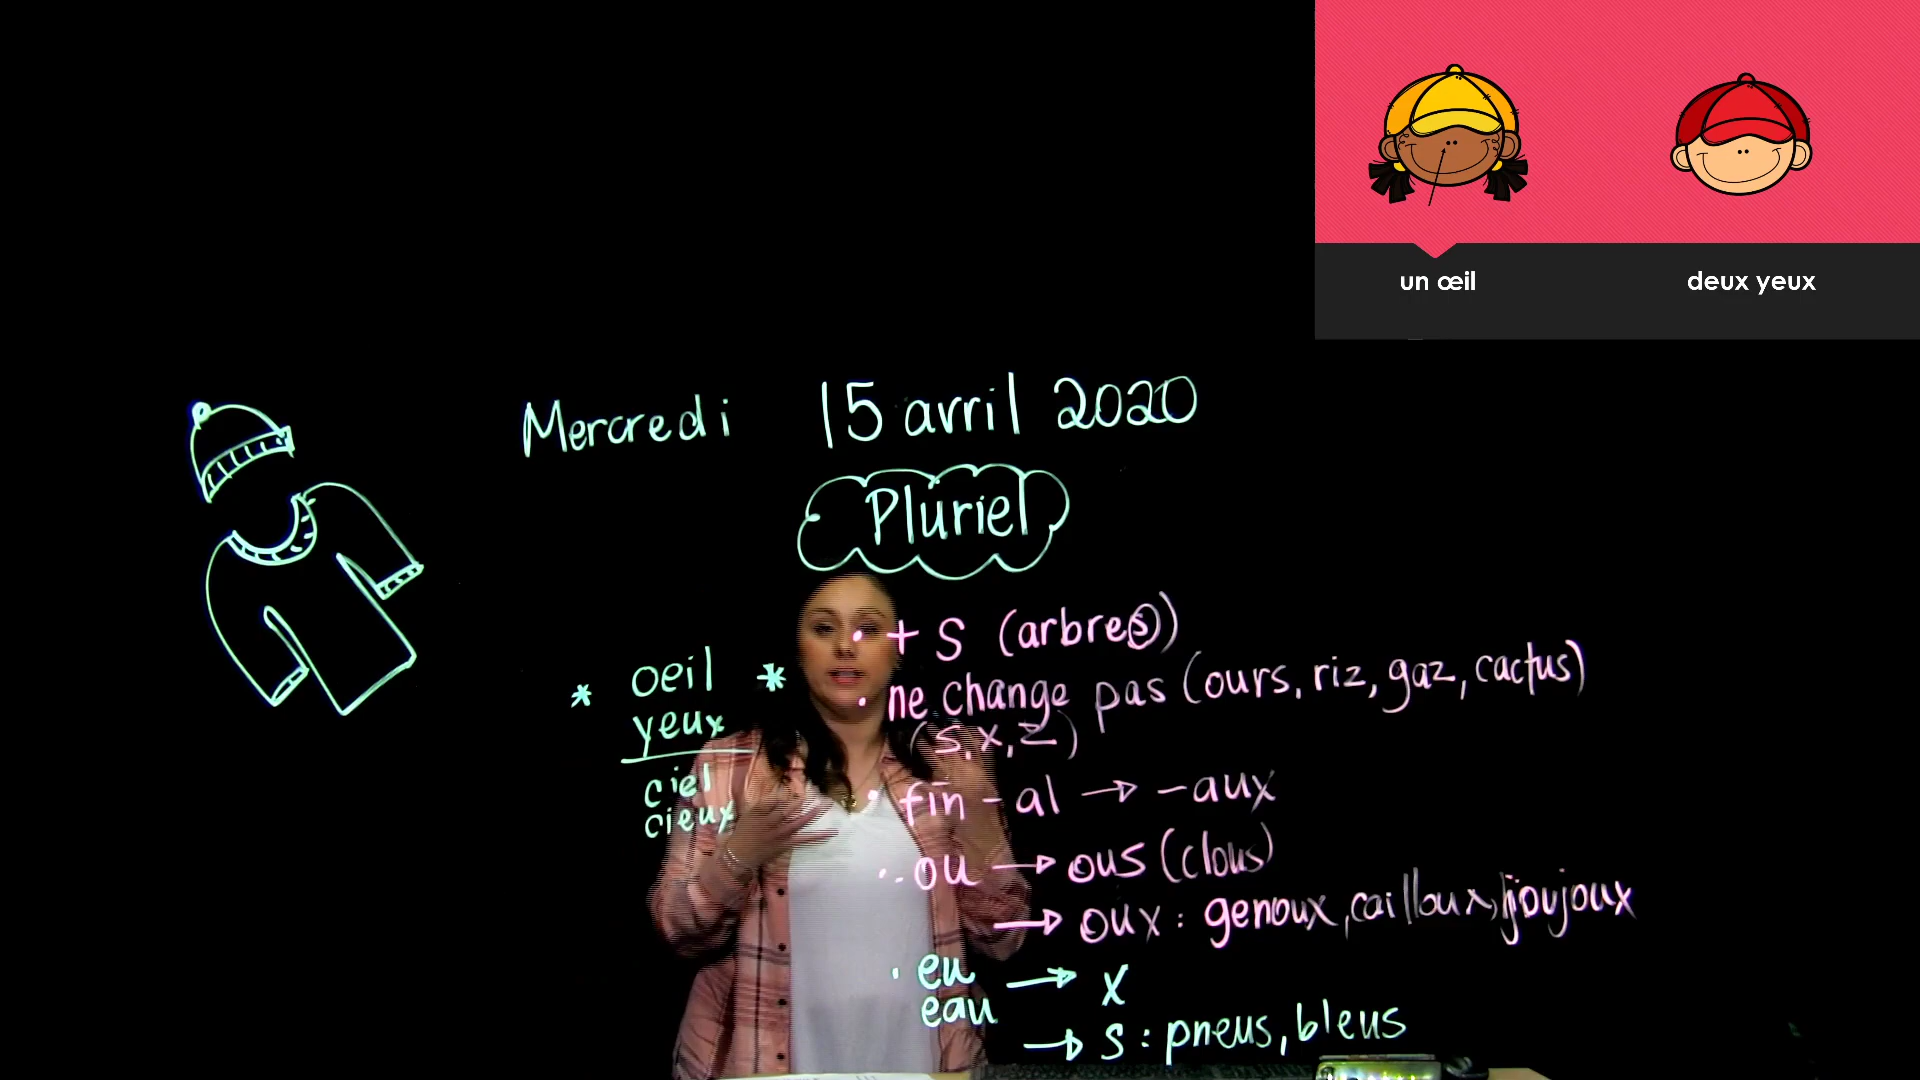 un œil
deux yeux
Mercredi 15 avril 2020
Pluriel
* oeil *
yeux
ciel
cieux
• + S (arbres)
• ne change pas (ours, riz, gaz, cactus)
(s, x, z)
• fin - al → - aux
• . ou → ous (clous)
→ oux : genoux, cailloux, joujoux
• eu → x
eau
→ s : pneus, bleus